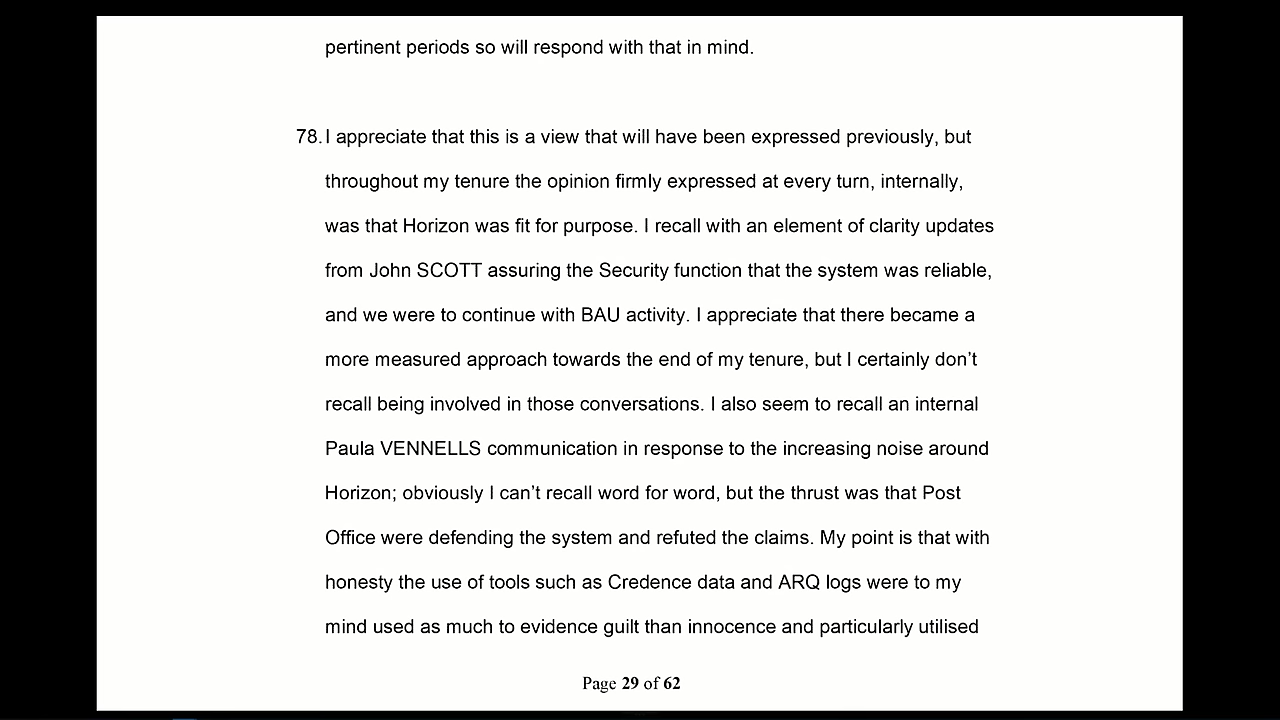 pertinent periods so will respond with that in mind.
78. I appreciate that this is a view that will have been expressed previously, but
throughout my tenure the opinion firmly expressed at every turn, internally,
was that Horizon was fit for purpose. I recall with an element of clarity updates
from John SCOTT assuring the Security function that the system was reliable,
and we were to continue with BAU activity. I appreciate that there became a
more measured approach towards the end of my tenure, but I certainly don’t
recall being involved in those conversations. I also seem to recall an internal
Paula VENNELLS communication in response to the increasing noise around
Horizon; obviously I can’t recall word for word, but the thrust was that Post
Office were defending the system and refuted the claims. My point is that with
honesty the use of tools such as Credence data and ARQ logs were to my
mind used as much to evidence guilt than innocence and particularly utilised
Page 29 of 62